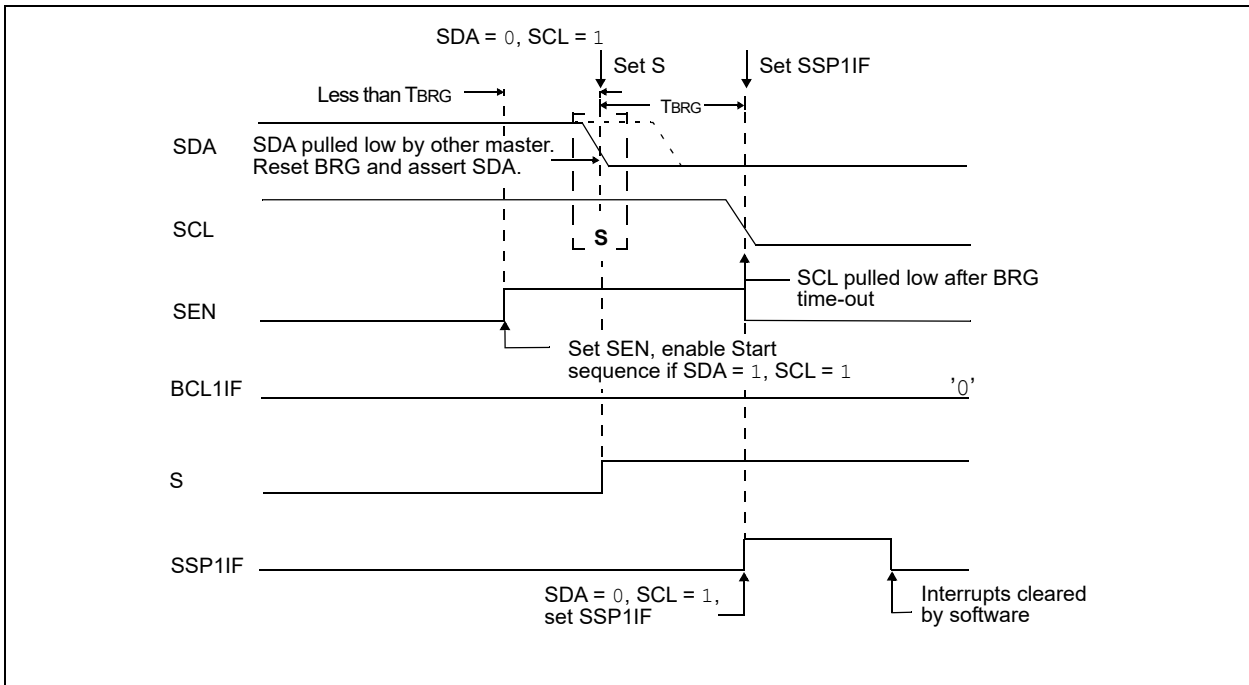 SDA = 0, SCL = 1
Set S
Set SSP1IF
Less than TBRG
TBRG
SDA
SDA pulled low by other master.
Reset BRG and assert SDA.
SCL
S
SCL pulled low after BRG
time-out
SEN
Set SEN, enable Start
sequence if SDA = 1, SCL = 1
BCL1IF
'0'
S
SSP1IF
SDA = 0, SCL = 1,
set SSP1IF
Interrupts cleared
by software